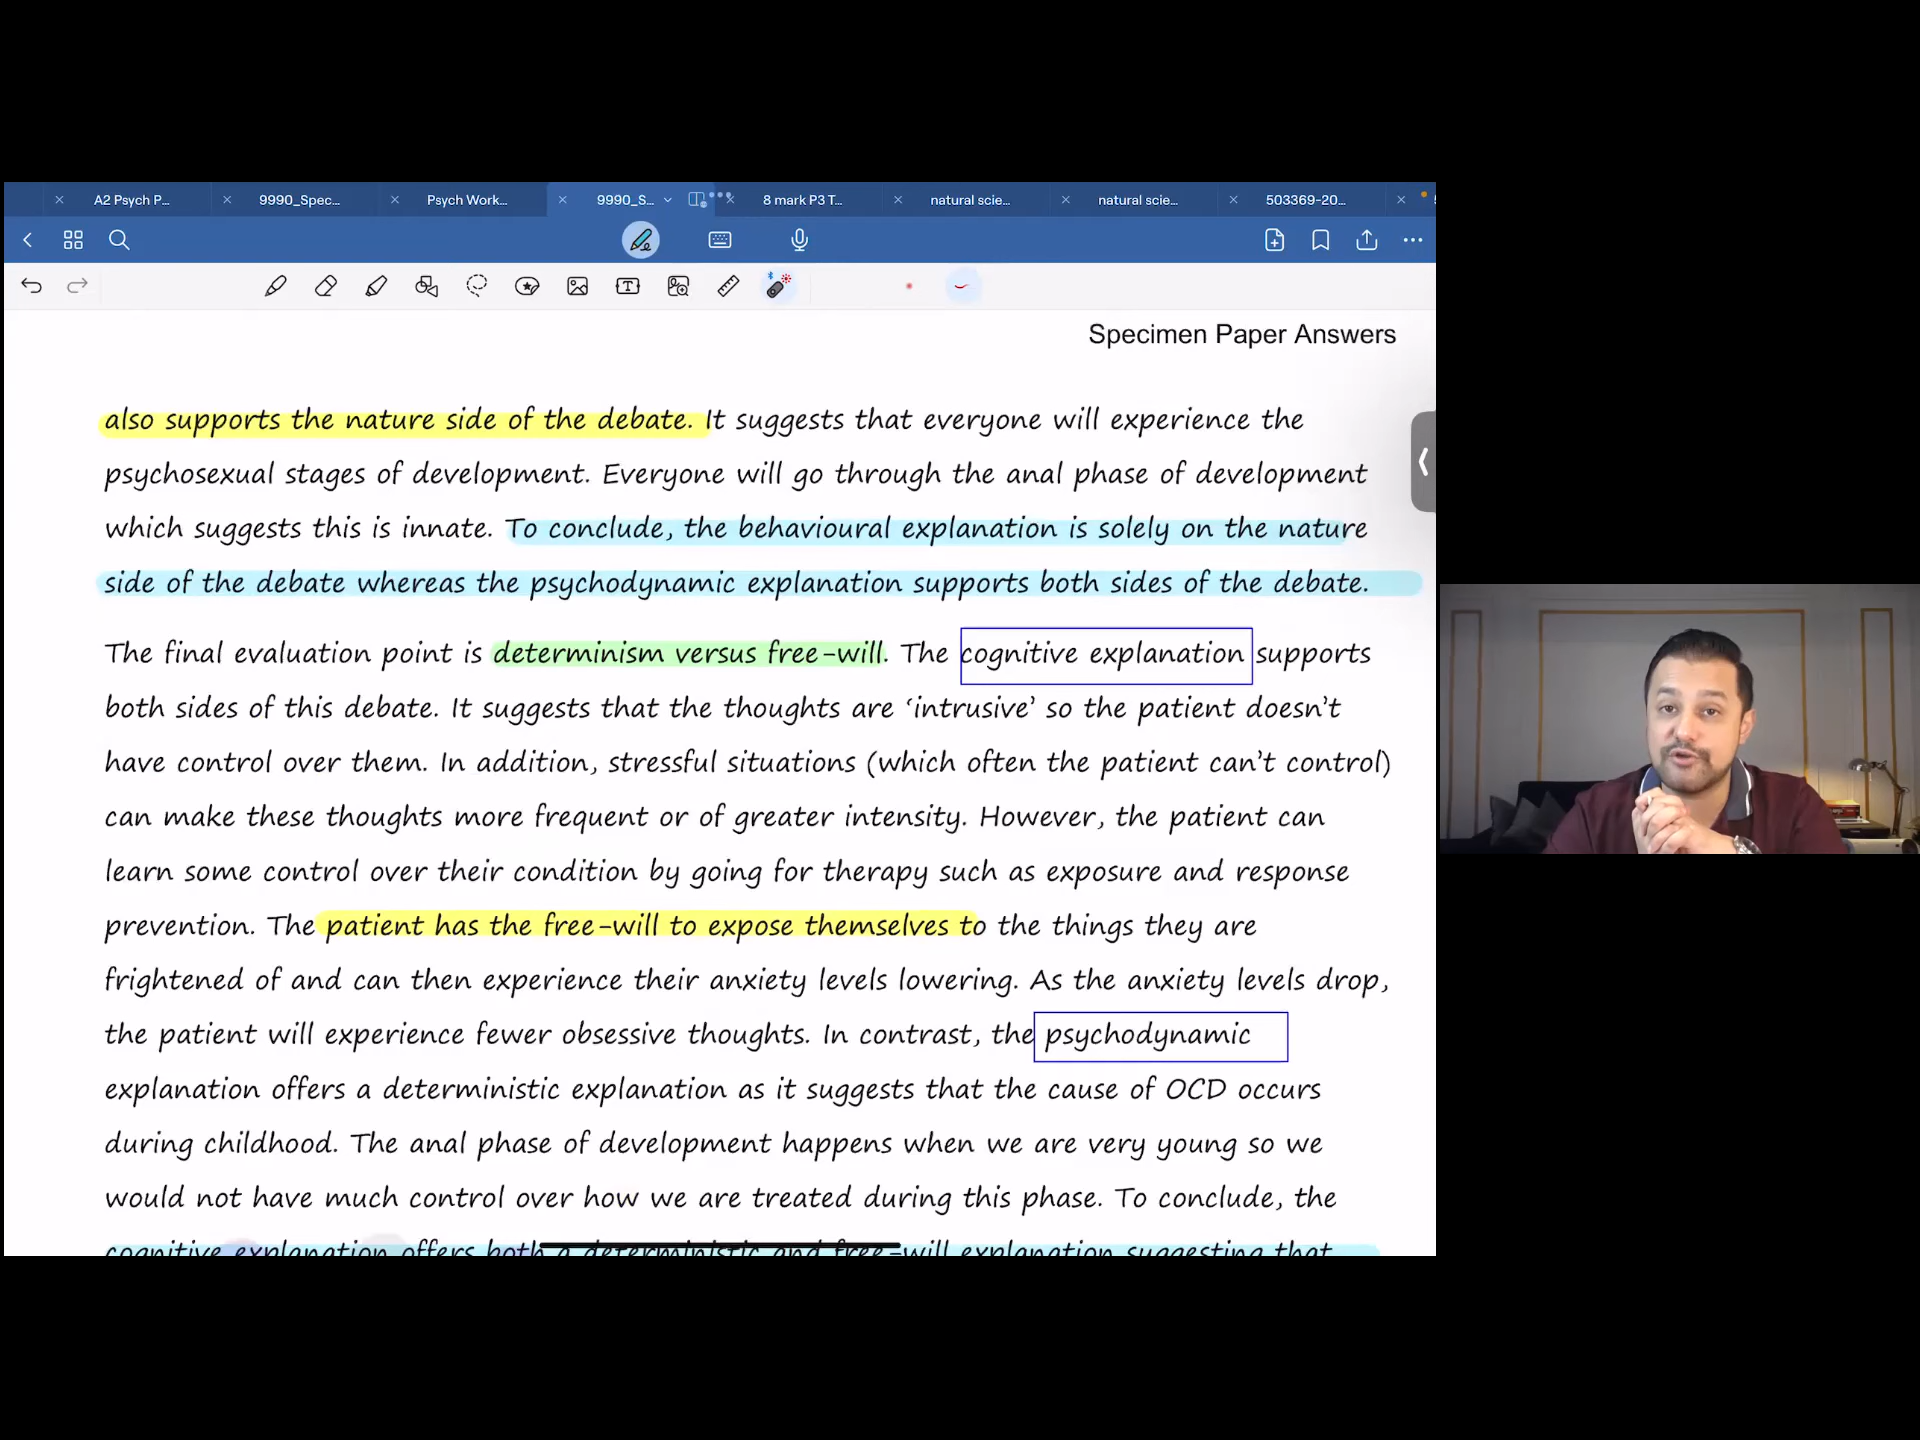 A2 Psych P...
9990_Spec...
Psych Work...
9990_S...
8 mark P3 T...
natural scie...
natural scie...
503369-20...
Specimen Paper Answers
also supports the nature side of the debate. It suggests that everyone will experience the
psychosexual stages of development. Everyone will go through the anal phase of development
which suggests this is innate. To conclude, the behavioural explanation is solely on the nature
side of the debate whereas the psychodynamic explanation supports both sides of the debate.
The final evaluation point is determinism versus free-will. The cognitive explanation supports
both sides of this debate. It suggests that the thoughts are ‘intrusive’ so the patient doesn’t
have control over them. In addition, stressful situations (which often the patient can’t control)
can make these thoughts more frequent or of greater intensity. However, the patient can
learn some control over their condition by going for therapy such as exposure and response
prevention. The patient has the free-will to expose themselves to the things they are
frightened of and can then experience their anxiety levels lowering. As the anxiety levels drop,
the patient will experience fewer obsessive thoughts. In contrast, the psychodynamic
explanation offers a deterministic explanation as it suggests that the cause of OCD occurs
during childhood. The anal phase of development happens when we are very young so we
would not have much control over how we are treated during this phase. To conclude, the
cognitive explanation offers both a deterministic and free-will explanation suggesting that